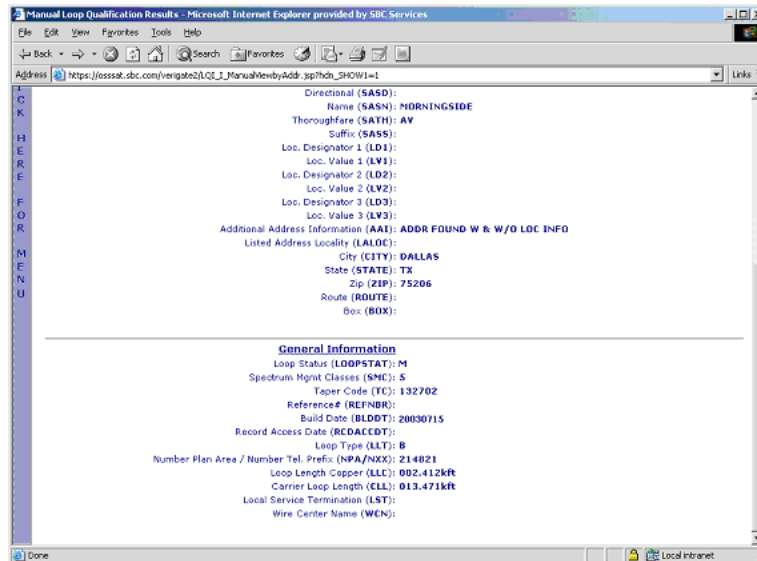 Manual Loop Qualification Results - Microsoft Internet Explorer provided by SBC Services
File Edit View Favorites Tools Help
Back Search Favorites
Address https://osssat.sbc.com/verigate2/LQI_I_ManualViewbyAddr.jsp?hdn_SHOW1=1 Links
CK HERE FOR MENU
Directional (SASD):
Name (SASN): MORNINGSIDE
Thoroughfare (SATH): AV
Suffix (SASS):
Loc. Designator 1 (LD1):
Loc. Value 1 (LV1):
Loc. Designator 2 (LD2):
Loc. Value 2 (LV2):
Loc. Designator 3 (LD3):
Loc. Value 3 (LV3):
Additional Address Information (AAI): ADDR FOUND W & W/O LOC INFO
Listed Address Locality (LALOC):
City (CITY): DALLAS
State (STATE): TX
Zip (ZIP): 75206
Route (ROUTE):
Box (BOX):
General Information
Loop Status (LOOPSTAT): M
Spectrum Mgmt Classes (SMC): 5
Taper Code (TC): 132702
Reference# (REFNBR):
Build Date (BLDDT): 20030715
Record Access Date (RCDACCDT):
Loop Type (LLT): B
Number Plan Area / Number Tel. Prefix (NPA/NXX): 214821
Loop Length Copper (LLC): 002.412kft
Carrier Loop Length (CLL): 013.471kft
Local Service Termination (LST):
Wire Center Name (WCN):
Done Local intranet